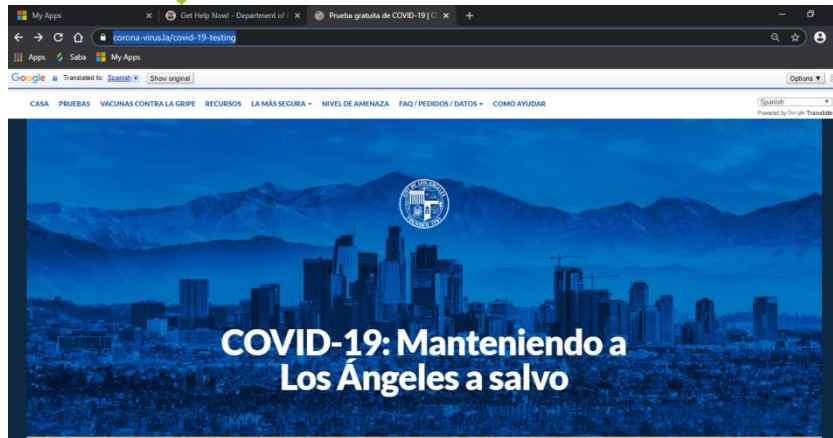 My Apps
Get Help Now! - Department of
Prueba gratuita de COVID-19 |
corona-virus.la/covid-19-testing
Apps Saba My Apps
Google Translated to: Spanish Show original Options
CASA PRUEBAS VACUNAS CONTRA LA GRIPE RECURSOS LA MÁS SEGURA NIVEL DE AMENAZA FAQ / PEDIDOS / DATOS COMO AYUDAR
Spanish
Powered by Google Translate
COVID-19: Manteniendo a
Los Ángeles a salvo